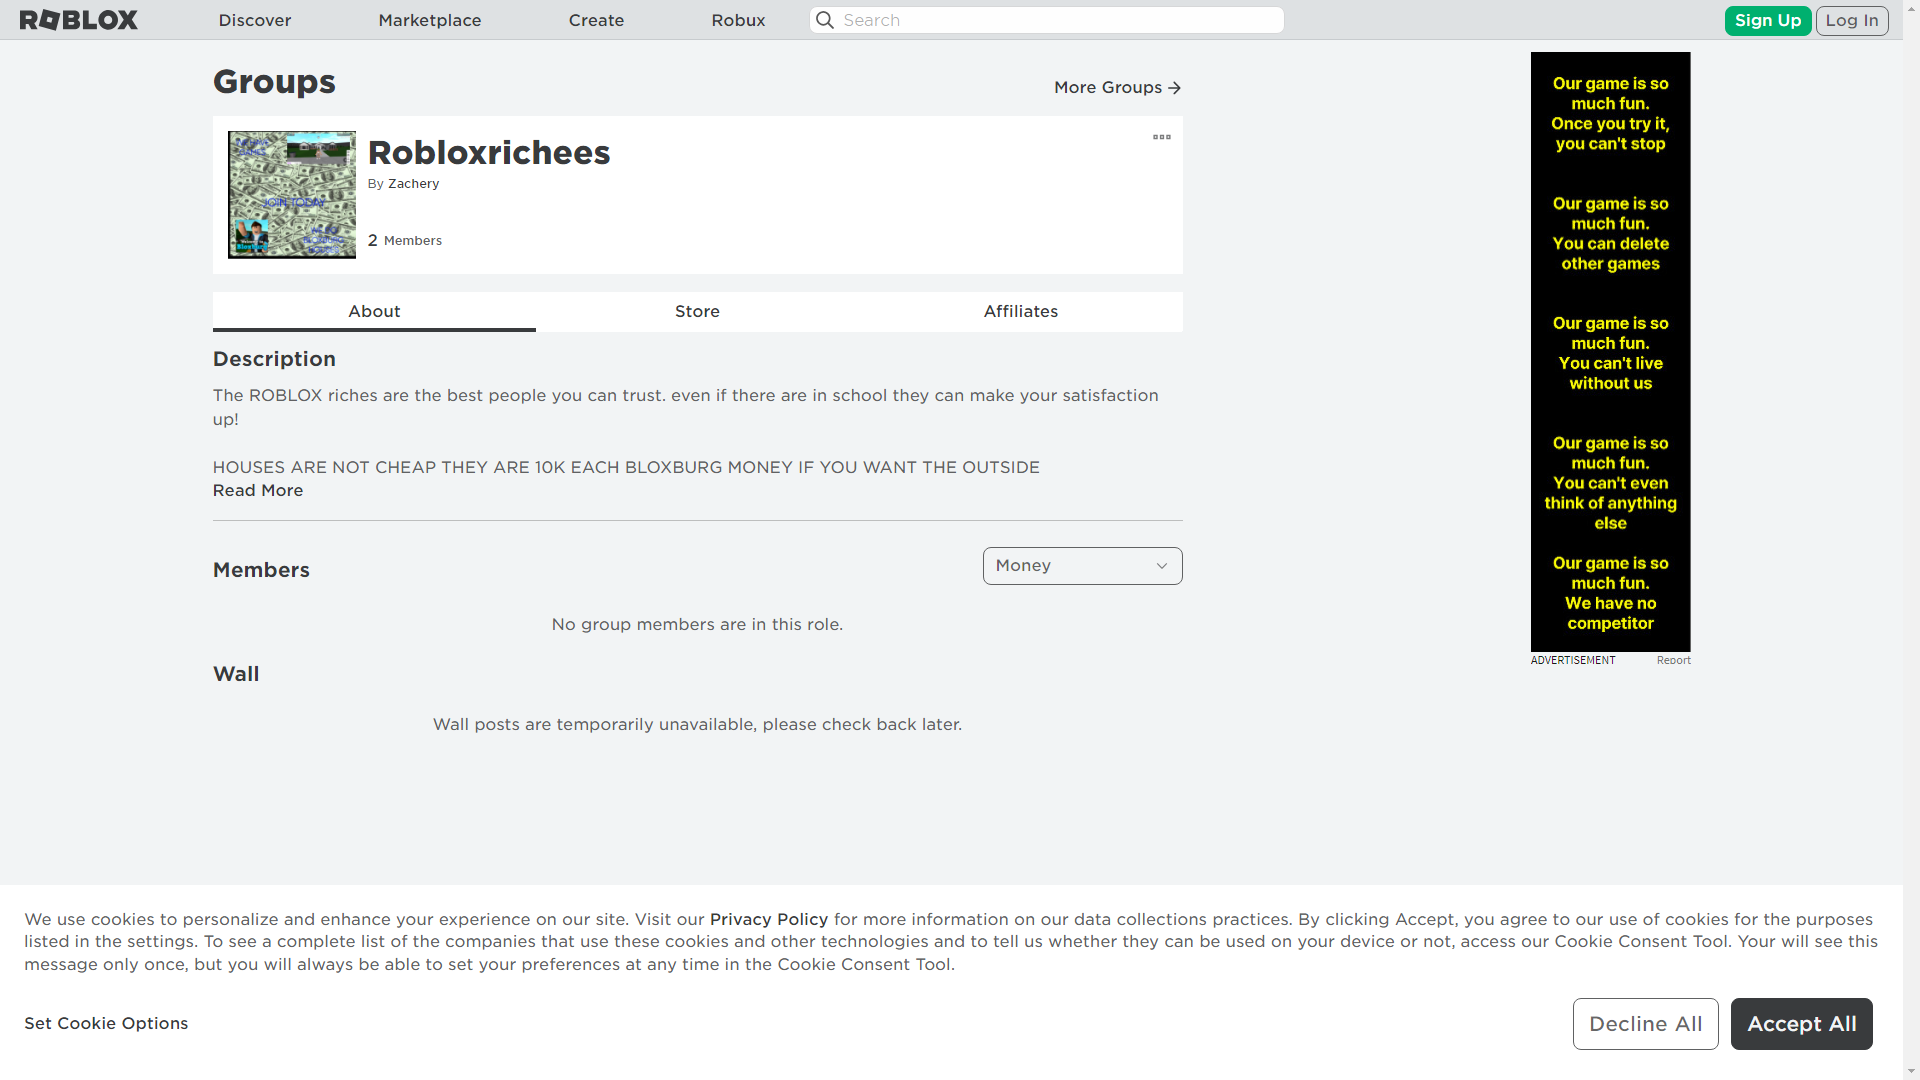 ROBLOX
Discover
Marketplace
Create
Robux
Search
Sign Up
Log In
Groups
More Groups
Robloxrichees
By Zachery
JOIN TODAY
2 Members
About
Store
Affiliates
Description
The ROBLOX riches are the best people you can trust. even if there are in school they can make your satisfaction
up!
HOUSES ARE NOT CHEAP THEY ARE 10K EACH BLOXBURG MONEY IF YOU WANT THE OUTSIDE
Read More
Members
Money
No group members are in this role.
Wall
Wall posts are temporarily unavailable, please check back later.
Our game is so
much fun.
Once you try it,
you can't stop
Our game is so
much fun.
You can delete
other games
Our game is so
much fun.
You can't live
without us
Our game is so
much fun.
You can't even
think of anything
else
Our game is so
much fun.
We have no
competitor
ADVERTISEMENT
Report
We use cookies to personalize and enhance your experience on our site. Visit our Privacy Policy for more information on our data collections practices. By clicking Accept, you agree to our use of cookies for the purposes
listed in the settings. To see a complete list of the companies that use these cookies and other technologies and to tell us whether they can be used on your device or not, access our Cookie Consent Tool. Your will see this
message only once, but you will always be able to set your preferences at any time in the Cookie Consent Tool.
Set Cookie Options
Decline All
Accept All